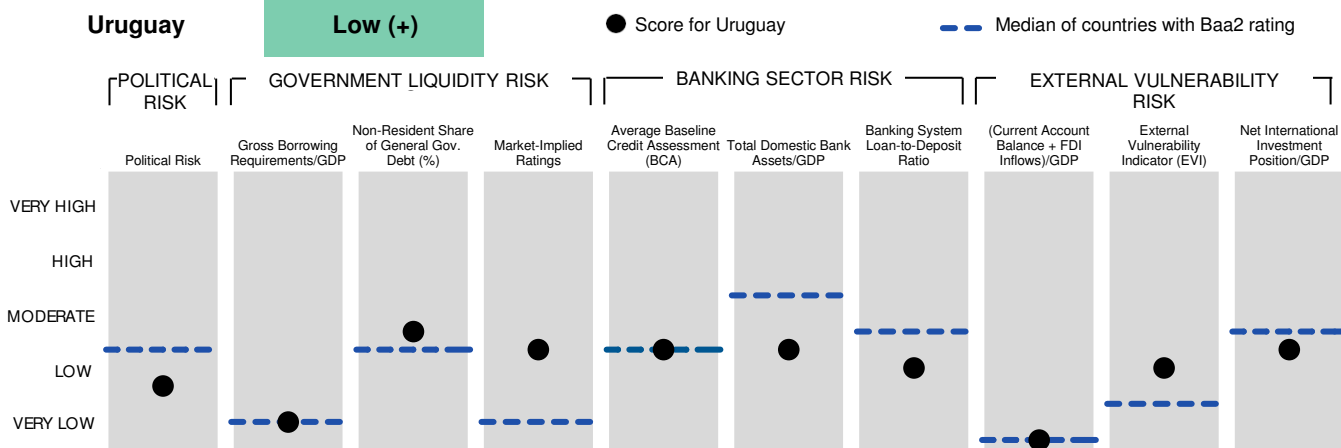 Uruguay
Low (+)
Score for Uruguay
Median of countries with Baa2 rating
POLITICAL
RISK
GOVERNMENT LIQUIDITY RISK
BANKING SECTOR RISK
EXTERNAL VULNERABILITY
RISK
Political Risk
Gross Borrowing
Requirements/GDP
Non-Resident Share
of General Gov.
Debt (%)
Market-Implied
Ratings
Average Baseline
Credit Assessment
(BCA)
Total Domestic Bank
Assets/GDP
Banking System
Loan-to-Deposit
Ratio
(Current Account
Balance + FDI
Inflows)/GDP
External
Vulnerability
Indicator (EVI)
Net International
Investment
Position/GDP
VERY HIGH
HIGH
MODERATE
LOW
VERY LOW